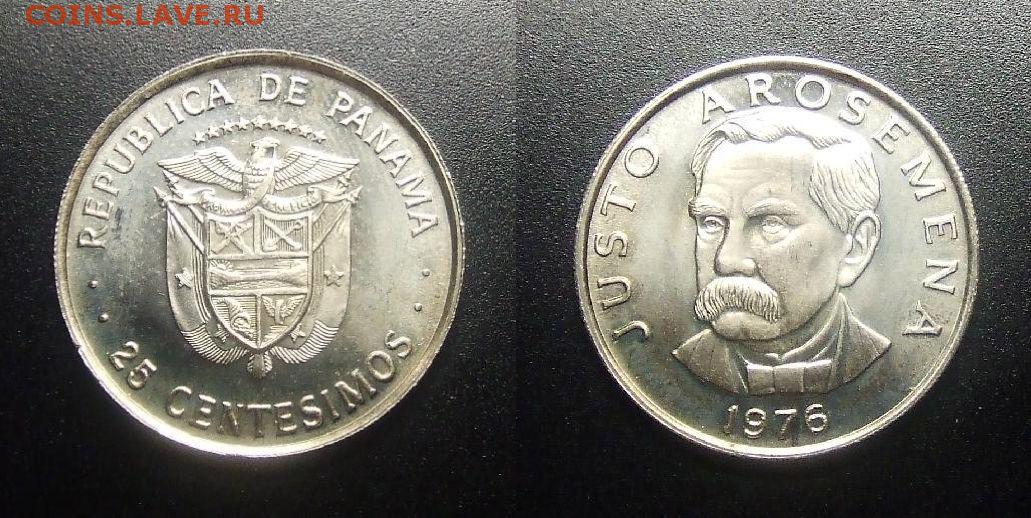 COINS.LAVE.RU
REPUBLICA DE PANAMA
25 CENTESIMOS
JUSTO AROSEMENA
1976